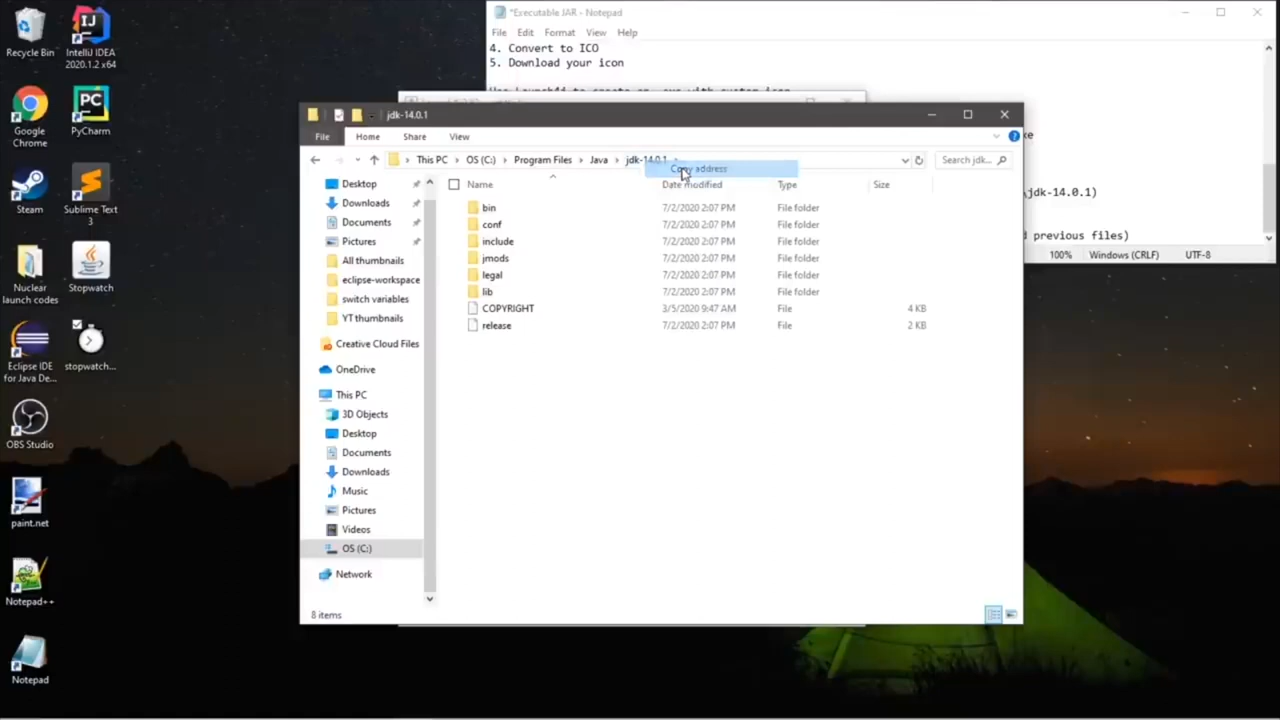 Recycle Bin
IntelliJ IDEA
2020.1.2 x64
Google
Chrome
PyCharm
Steam
Sublime Text
3
Nuclear
launch codes
Stopwatch
Eclipse IDE
for Java De...
stopwatch...
OBS Studio
paint.net
Notepad++
Notepad
*Executable JAR - Notepad
File Edit Format View Help
4. Convert to ICO
5. Download your icon
\jdk-14.0.1)
d previous files)
100% Windows (CRLF) UTF-8
jdk-14.0.1
File Home Share View
This PC > OS (C:) > Program Files > Java > jdk-14.0.1 >
Search jdk...
Copy address
Name Date modified Type Size
bin 7/2/2020 2:07 PM File folder
conf 7/2/2020 2:07 PM File folder
include 7/2/2020 2:07 PM File folder
jmods 7/2/2020 2:07 PM File folder
legal 7/2/2020 2:07 PM File folder
lib 7/2/2020 2:07 PM File folder
COPYRIGHT 3/5/2020 9:47 AM File 4 KB
release 7/2/2020 2:07 PM File 2 KB
Desktop
Downloads
Documents
Pictures
All thumbnails
eclipse-workspace
switch variables
YT thumbnails
Creative Cloud Files
OneDrive
This PC
3D Objects
Desktop
Documents
Downloads
Music
Pictures
Videos
OS (C:)
Network
8 items